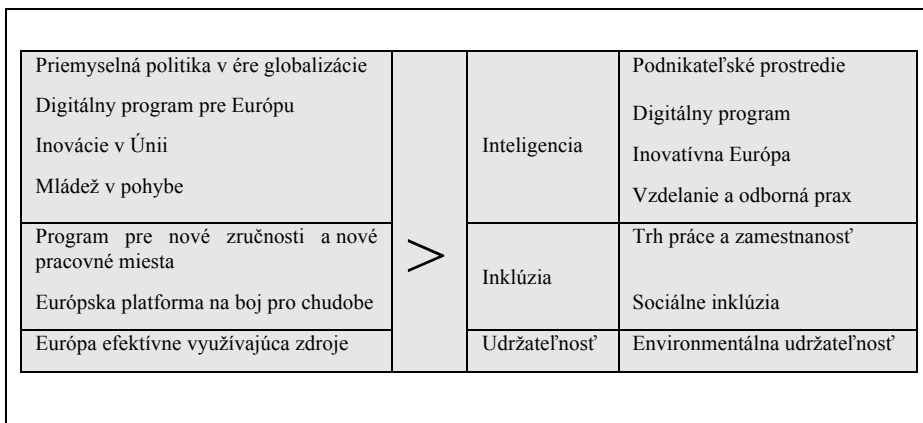 Priemyselná politika v ére globalizácie
Digitálny program pre Európu
Inovácie v Únii
Mládež v pohybe
Program pre nové zručnosti a nové
pracovné miesta
Európska platforma na boj pro chudobe
Európa efektívne využívajúca zdroje
>
Inteligencia
Inklúzia
Udržateľnosť
Podnikateľské prostredie
Digitálny program
Inovatívna Európa
Vzdelanie a odborná prax
Trh práce a zamestnanosť
Sociálne inklúzia
Environmentálna udržateľnosť